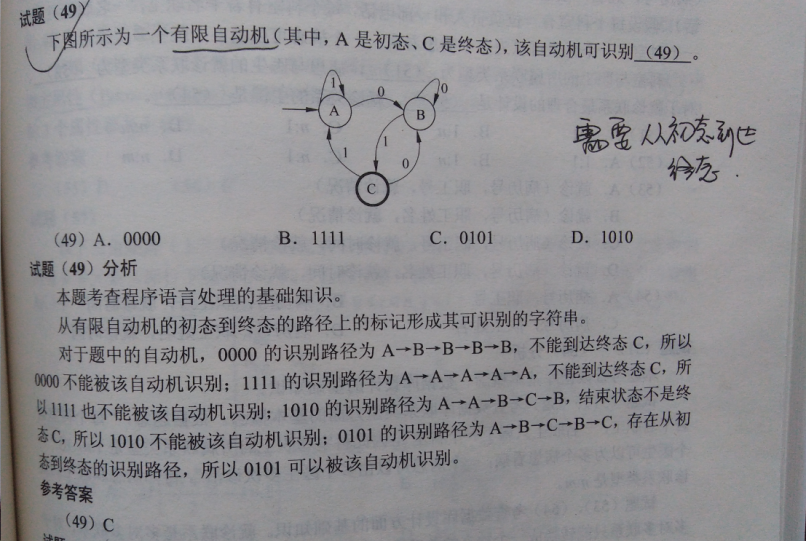 试题（49）
下图所示为一个有限自动机（其中，A 是初态、C 是终态），该自动机可识别 （49） 。
1
0
0
A
B
1
1
0
C
需要从初态到达
终态.
（49）A．0000 B．1111 C．0101 D．1010
试题（49）分析
本题考查程序语言处理的基础知识。
从有限自动机的初态到终态的路径上的标记形成其可识别的字符串。
对于题中的自动机，0000 的识别路径为 A→B→B→B→B，不能到达终态 C，所以
0000 不能被该自动机识别；1111 的识别路径为 A→A→A→A→A，不能到达终态 C，所
以 1111 也不能被该自动机识别；1010 的识别路径为 A→A→B→C→B，结束状态不是终
态 C，所以 1010 不能被该自动机识别；0101 的识别路径为 A→B→C→B→C，存在从初
态到终态的识别路径，所以 0101 可以被该自动机识别。
参考答案
（49）C